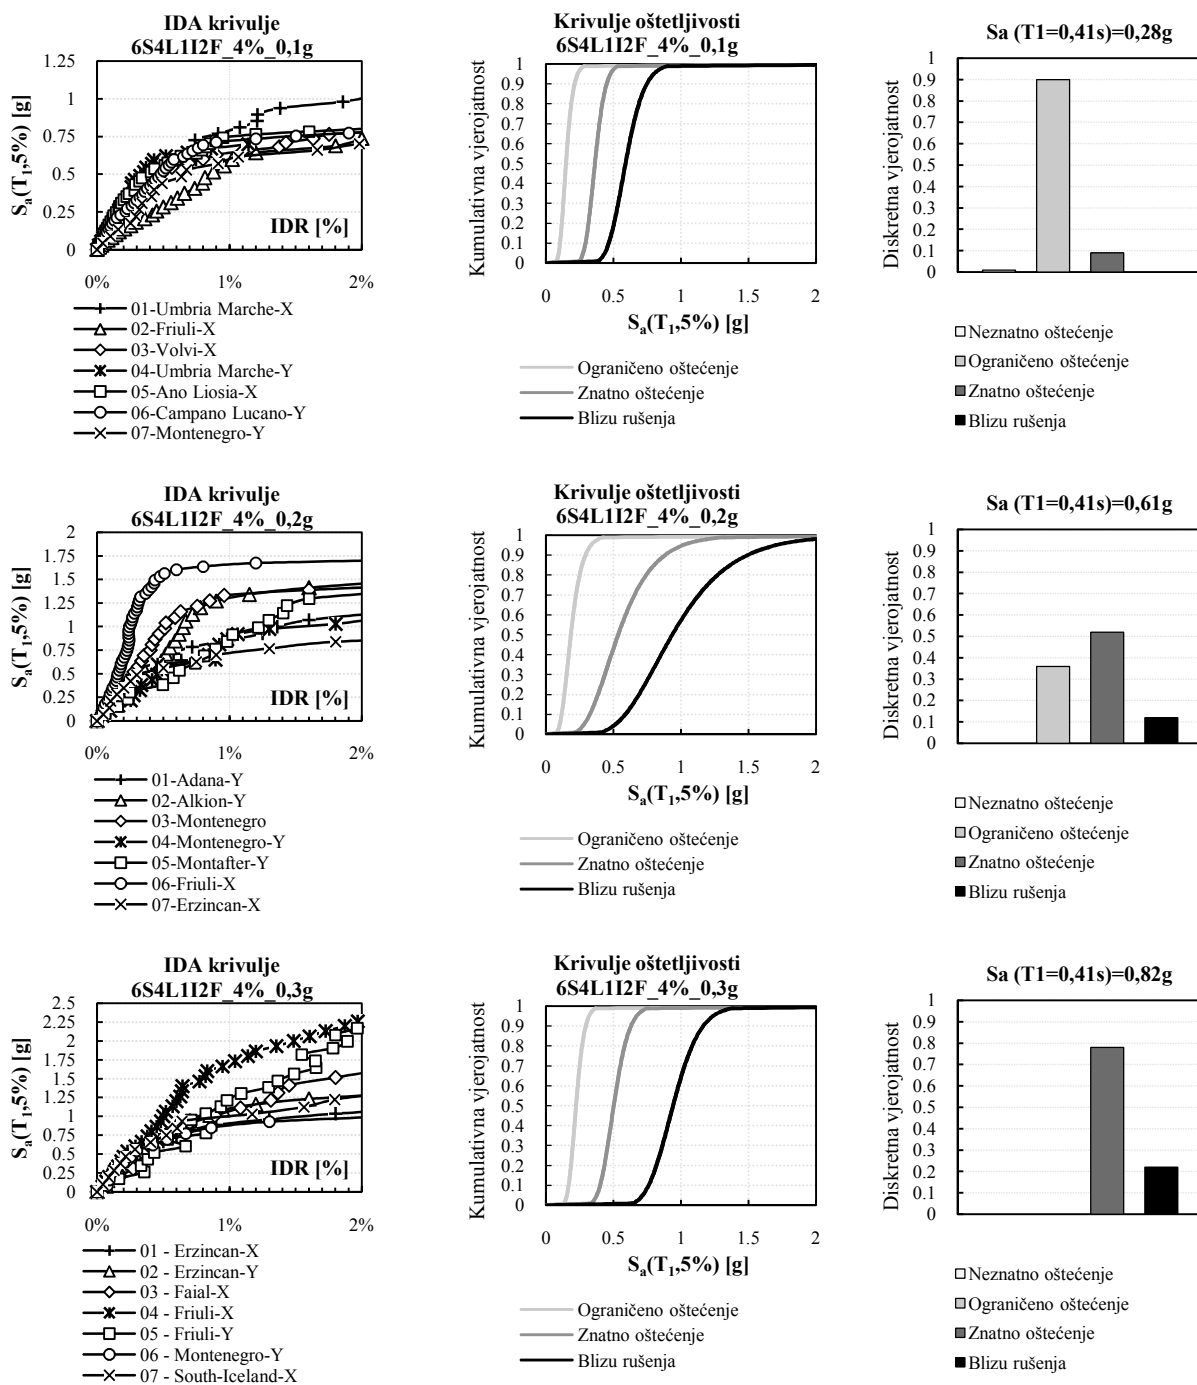 IDA krivulje
6S4L1I2F_4%_0,1g
1.25
1
0.75
0.5
0.25
0
Sa(T1,5%) [g]
IDR [%]
0%
1%
2%
01-Umbria Marche-X
02-Friuli-X
03-Volvi-X
04-Umbria Marche-Y
05-Ano Liosia-X
06-Campano Lucano-Y
07-Montenegro-Y
Krivulje oštetljivosti
6S4L1I2F_4%_0,1g
Kumulativna vjerojatnost
1
0.9
0.8
0.7
0.6
0.5
0.4
0.3
0.2
0.1
0
0
0.5
1
1.5
2
Sa(T1,5%) [g]
Ograničeno oštećenje
Znatno oštećenje
Blizu rušenja
Sa (T1=0,41s)=0,28g
Diskretna vjerojatnost
1
0.9
0.8
0.7
0.6
0.5
0.4
0.3
0.2
0.1
0
Neznatno oštećenje
Ograničeno oštećenje
Znatno oštećenje
Blizu rušenja
IDA krivulje
6S4L1I2F_4%_0,2g
2
1.75
1.5
1.25
1
0.75
0.5
0.25
0
Sa(T1,5%) [g]
IDR [%]
0%
1%
2%
01-Adana-Y
02-Alkion-Y
03-Montenegro
04-Montenegro-Y
05-Montafter-Y
06-Friuli-X
07-Erzincan-X
Krivulje oštetljivosti
6S4L1I2F_4%_0,2g
Kumulativna vjerojatnost
1
0.9
0.8
0.7
0.6
0.5
0.4
0.3
0.2
0.1
0
0
0.5
1
1.5
2
Sa(T1,5%) [g]
Ograničeno oštećenje
Znatno oštećenje
Blizu rušenja
Sa (T1=0,41s)=0,61g
Diskretna vjerojatnost
1
0.9
0.8
0.7
0.6
0.5
0.4
0.3
0.2
0.1
0
Neznatno oštećenje
Ograničeno oštećenje
Znatno oštećenje
Blizu rušenja
IDA krivulje
6S4L1I2F_4%_0,3g
2.5
2.25
2
1.75
1.5
1.25
1
0.75
0.5
0.25
0
Sa(T1,5%) [g]
IDR [%]
0%
1%
2%
01 - Erzincan-X
02 - Erzincan-Y
03 - Faial-X
04 - Friuli-X
05 - Friuli-Y
06 - Montenegro-Y
07 - South-Iceland-X
Krivulje oštetljivosti
6S4L1I2F_4%_0,3g
Kumulativna vjerojatnost
1
0.9
0.8
0.7
0.6
0.5
0.4
0.3
0.2
0.1
0
0
0.5
1
1.5
2
Sa(T1,5%) [g]
Ograničeno oštećenje
Znatno oštećenje
Blizu rušenja
Sa (T1=0,41s)=0,82g
Diskretna vjerojatnost
1
0.9
0.8
0.7
0.6
0.5
0.4
0.3
0.2
0.1
0
Neznatno oštećenje
Ograničeno oštećenje
Znatno oštećenje
Blizu rušenja